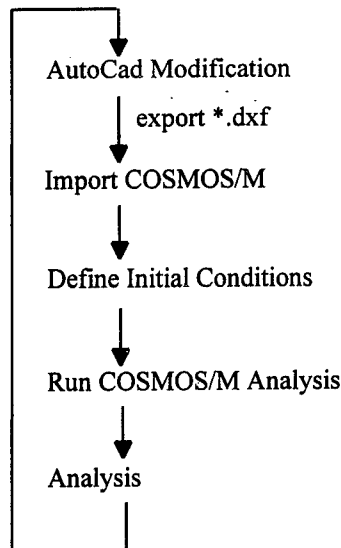 AutoCad Modification
export *.dxf
Import COSMOS/M
Define Initial Conditions
Run COSMOS/M Analysis
Analysis